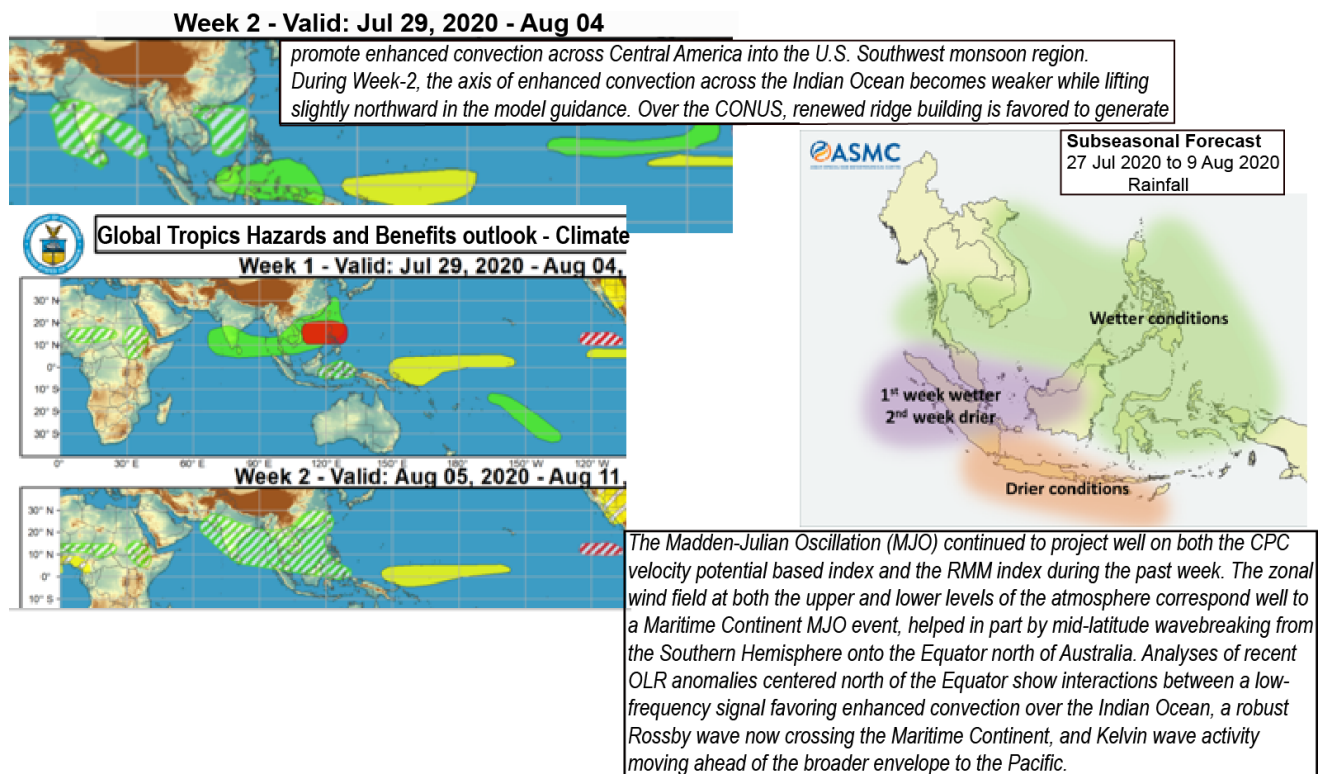 Week 2 - Valid: Jul 29, 2020 - Aug 04
promote enhanced convection across Central America into the U.S. Southwest monsoon region.
During Week-2, the axis of enhanced convection across the Indian Ocean becomes weaker while lifting
slightly northward in the model guidance. Over the CONUS, renewed ridge building is favored to generate
ASMC
Subseasonal Forecast
27 Jul 2020 to 9 Aug 2020
Rainfall
Wetter conditions
1st week wetter
2nd week drier
Drier conditions
Global Tropics Hazards and Benefits outlook - Climate
Week 1 - Valid: Jul 29, 2020 - Aug 04,
30° N
20° N
10° N
0°
10° S
20° S
30° S
0° 30° E 60° E 90° E 120° E 150° E 180° 150° W 120° W
Week 2 - Valid: Aug 05, 2020 - Aug 11,
30° N
20° N
10° N
0°
10° S
The Madden-Julian Oscillation (MJO) continued to project well on both the CPC
velocity potential based index and the RMM index during the past week. The zonal
wind field at both the upper and lower levels of the atmosphere correspond well to
a Maritime Continent MJO event, helped in part by mid-latitude wavebreaking from
the Southern Hemisphere onto the Equator north of Australia. Analyses of recent
OLR anomalies centered north of the Equator show interactions between a low-
frequency signal favoring enhanced convection over the Indian Ocean, a robust
Rossby wave now crossing the Maritime Continent, and Kelvin wave activity
moving ahead of the broader envelope to the Pacific.